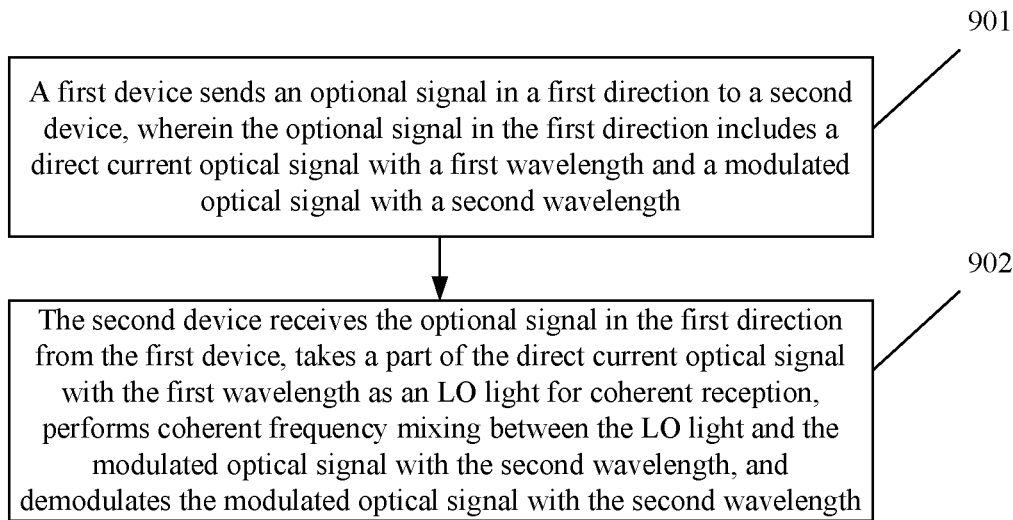 901
A first device sends an optional signal in a first direction to a second
device, wherein the optional signal in the first direction includes a
direct current optical signal with a first wavelength and a modulated
optical signal with a second wavelength
902
The second device receives the optional signal in the first direction
from the first device, takes a part of the direct current optical signal
with the first wavelength as an LO light for coherent reception,
performs coherent frequency mixing between the LO light and the
modulated optical signal with the second wavelength, and
demodulates the modulated optical signal with the second wavelength